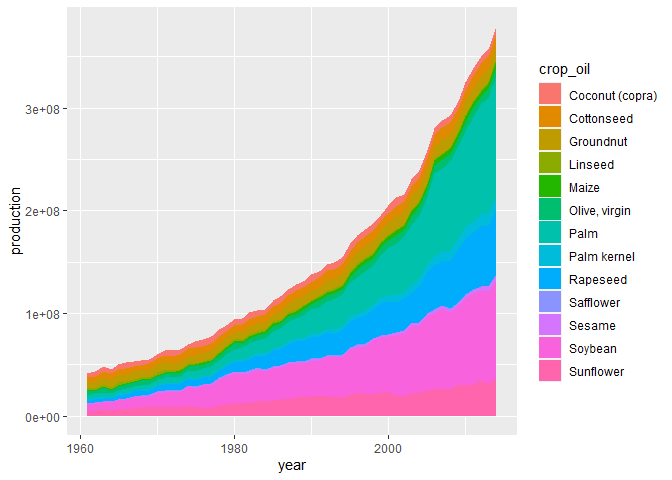 3e+08
2e+08
1e+08
0e+00
production
1960
1980
2000
year
crop_oil
Coconut (copra)
Cottonseed
Groundnut
Linseed
Maize
Olive, virgin
Palm
Palm kernel
Rapeseed
Safflower
Sesame
Soybean
Sunflower